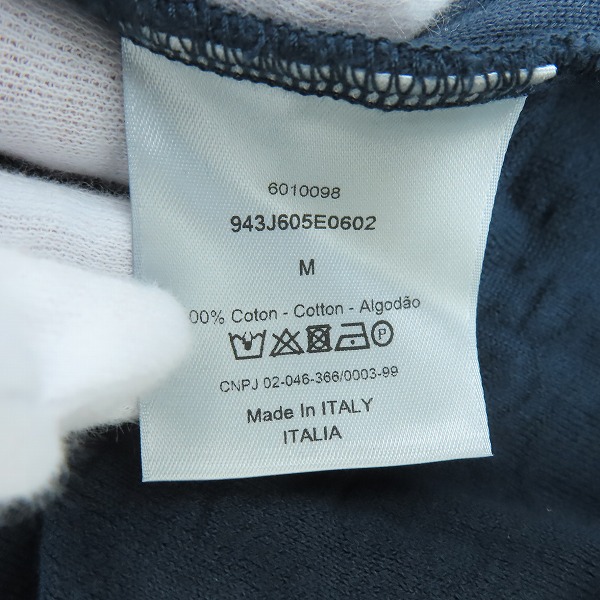 6010098
943J605E0602
M
00% Coton - Cotton - Algodão
P
CNPJ 02-046-366/0003-99
Made In ITALY
ITALIA